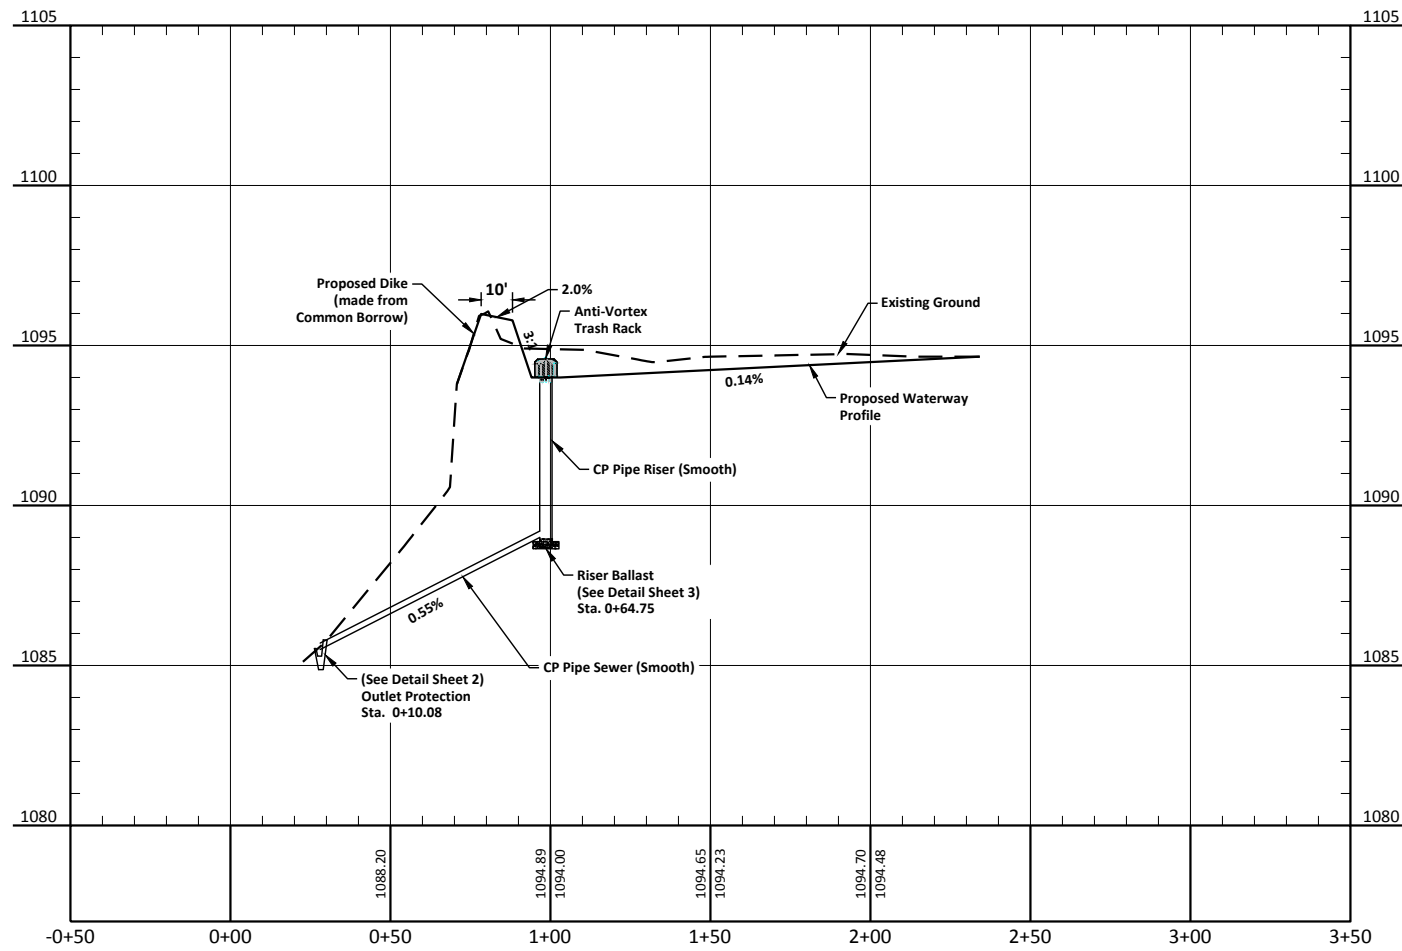 1105 1105
1100 1100
Proposed Dike
(made from
Common Borrow)
10'
2.0%
Anti-Vortex
Trash Rack
Existing Ground
1095 1095
0.14%
Proposed Waterway
Profile
CP Pipe Riser (Smooth)
1090 1090
Riser Ballast
(See Detail Sheet 3)
Sta. 0+64.75
0.55%
CP Pipe Sewer (Smooth)
1085 1085
(See Detail Sheet 2)
Outlet Protection
Sta. 0+10.08
1080 1080
1088.20
1094.89
1094.00
1094.65
1094.23
1094.70
1094.48
-0+50 0+00 0+50 1+00 1+50 2+00 2+50 3+00 3+50